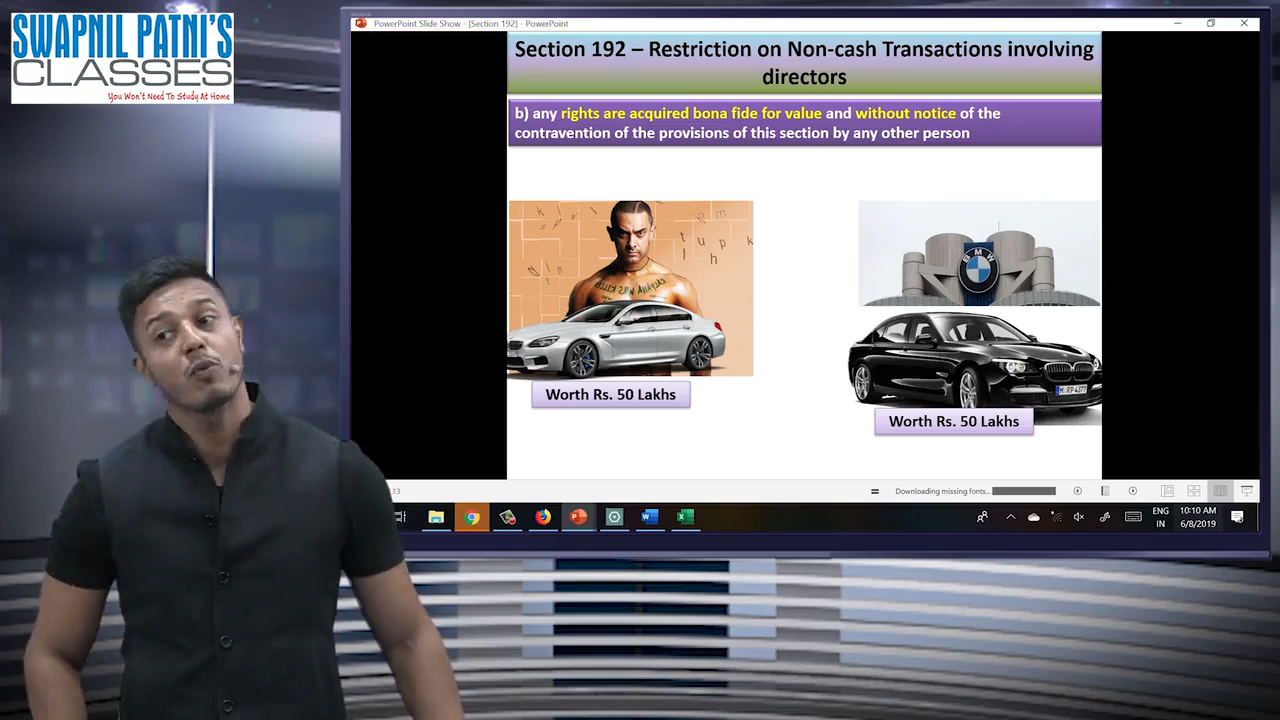 SWAPNIL PATNI'S
CLASSES
You Won't Need To Study At Home
PowerPoint Slide Show - [Section 192] - PowerPoint
Section 192 – Restriction on Non-cash Transactions involving
directors
b) any rights are acquired bona fide for value and without notice of the
contravention of the provisions of this section by any other person
k
t u p k
h
BMW
Worth Rs. 50 Lakhs
M RP 4377
Worth Rs. 50 Lakhs
Downloading missing fonts...
ENG
IN
10:10 AM
6/8/2019